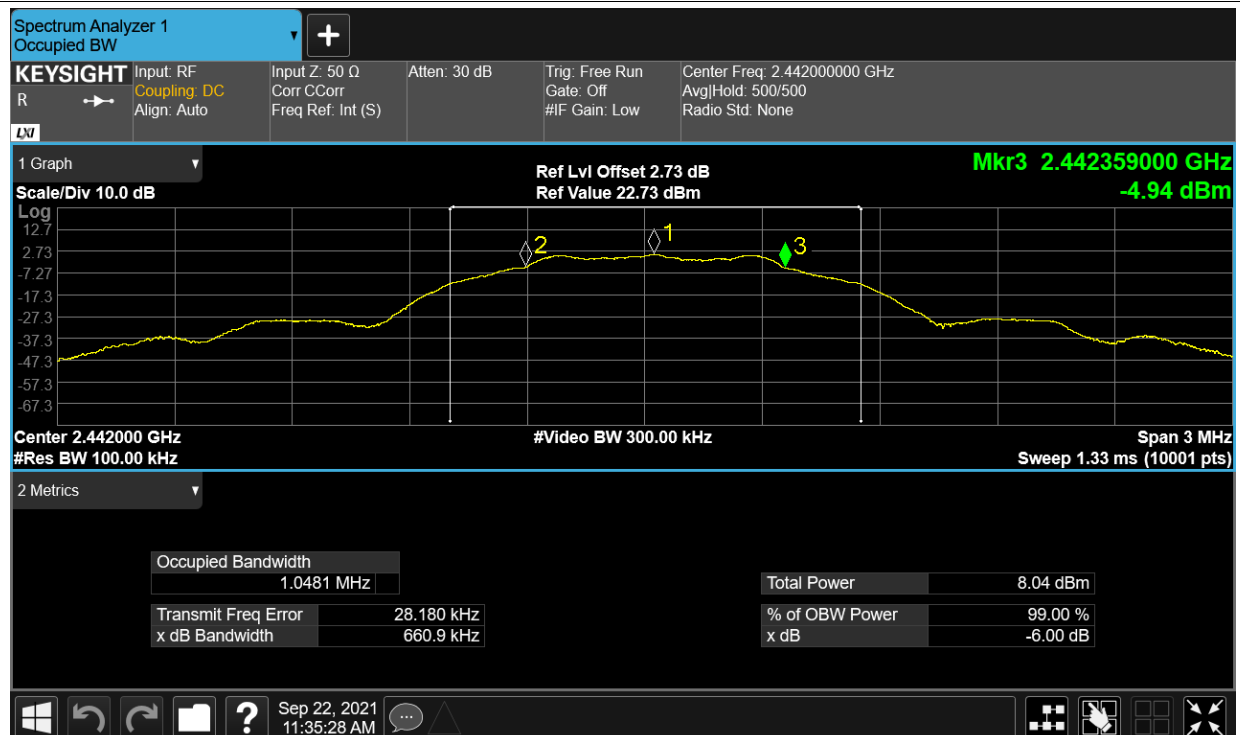 Spectrum Analyzer 1
Occupied BW
+
KEYSIGHT
R
LXI
Input: RF
Coupling: DC
Align: Auto
Input Z: 50 Ω
Corr CCorr
Freq Ref: Int (S)
Atten: 30 dB
Trig: Free Run
Gate: Off
#IF Gain: Low
Center Freq: 2.442000000 GHz
Avg|Hold: 500/500
Radio Std: None
1 Graph
Scale/Div 10.0 dB
Ref Lvl Offset 2.73 dB
Ref Value 22.73 dBm
Mkr3 2.442359000 GHz
-4.94 dBm
Log
12.7
2.73
-7.27
-17.3
-27.3
-37.3
-47.3
-57.3
-67.3
2
1
3
Center 2.442000 GHz
#Video BW 300.00 kHz
Span 3 MHz
#Res BW 100.00 kHz
Sweep 1.33 ms (10001 pts)
2 Metrics
Occupied Bandwidth
1.0481 MHz
Total Power 8.04 dBm
Transmit Freq Error 28.180 kHz
% of OBW Power 99.00 %
x dB Bandwidth 660.9 kHz
x dB -6.00 dB
?
Sep 22, 2021
11:35:28 AM